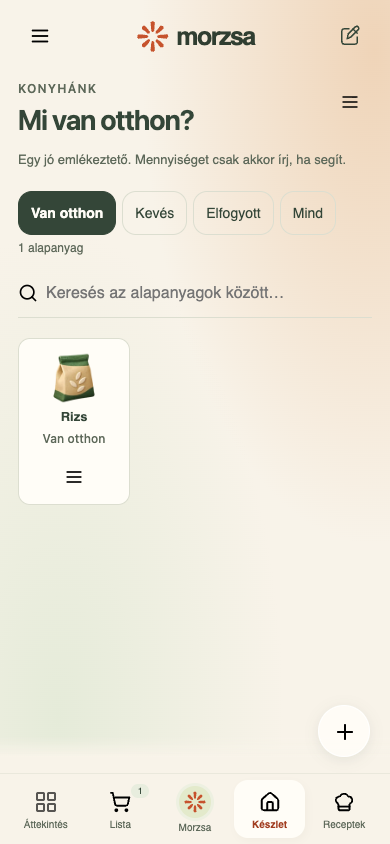 morzsa
KONYHÁNK
Mi van otthon?
Egy jó emlékeztető. Mennyiséget csak akkor írj, ha segít.
Van otthon
Kevés
Elfogyott
Mind
1 alapanyag
Keresés az alapanyagok között…
Rizs
Van otthon
1
Áttekintés
Lista
Morzsa
Készlet
Receptek